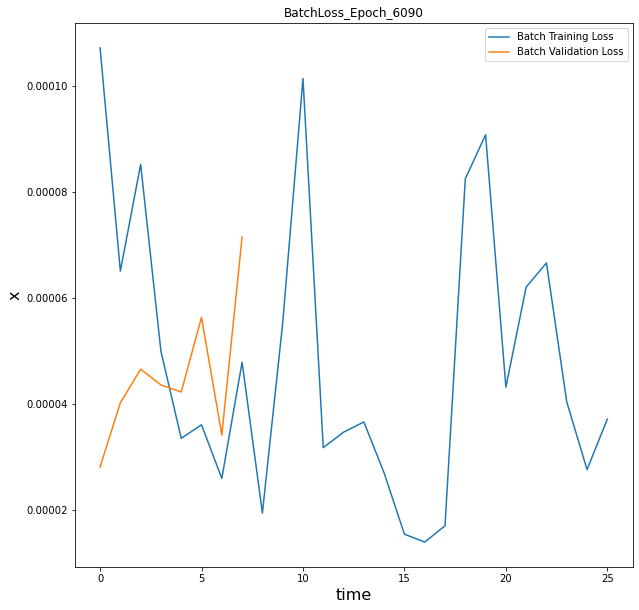 BatchLoss_Epoch_6090
Batch Training Loss
Batch Validation Loss
0.00010
0.00008
0.00006
0.00004
0.00002
x
0 5 10 15 20 25
time